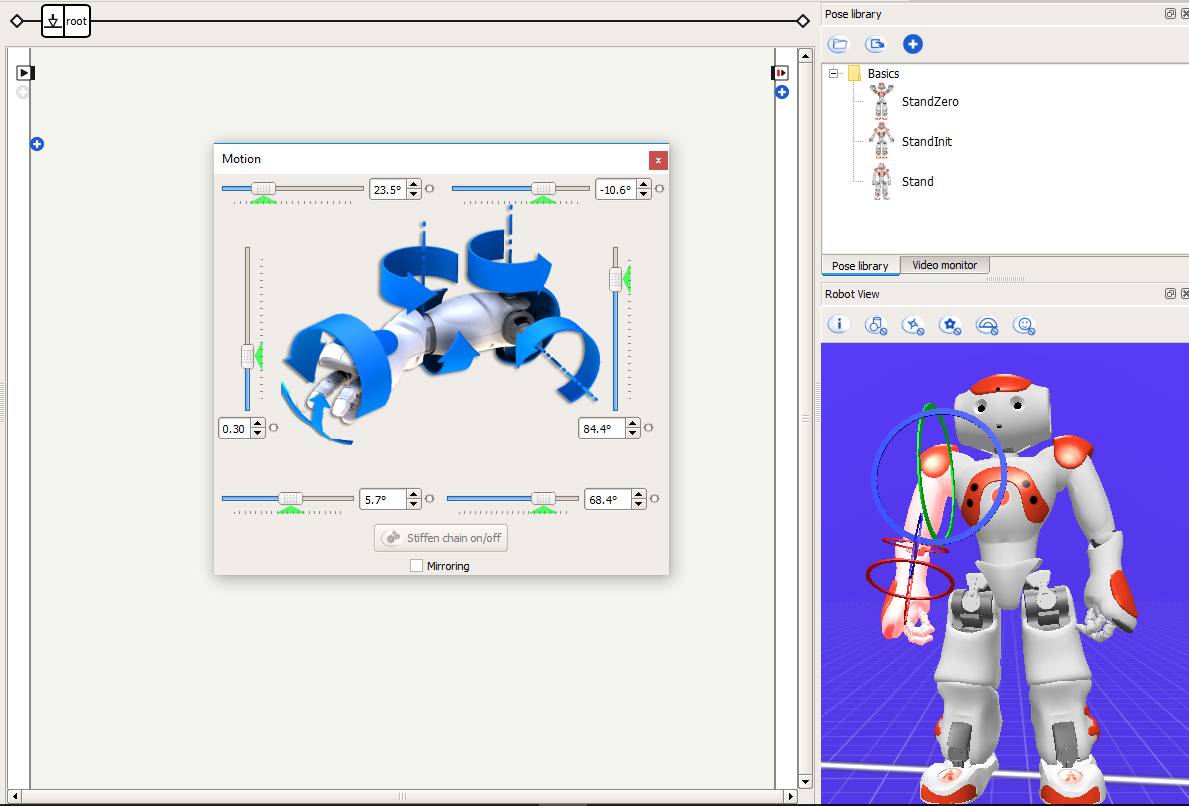 root
Pose library
Basics
StandZero
StandInit
Stand
Pose library
Video monitor
Motion
x
23.5°
-10.6°
0.30
84.4°
5.7°
68.4°
Stiffen chain on/off
Mirroring
Robot View